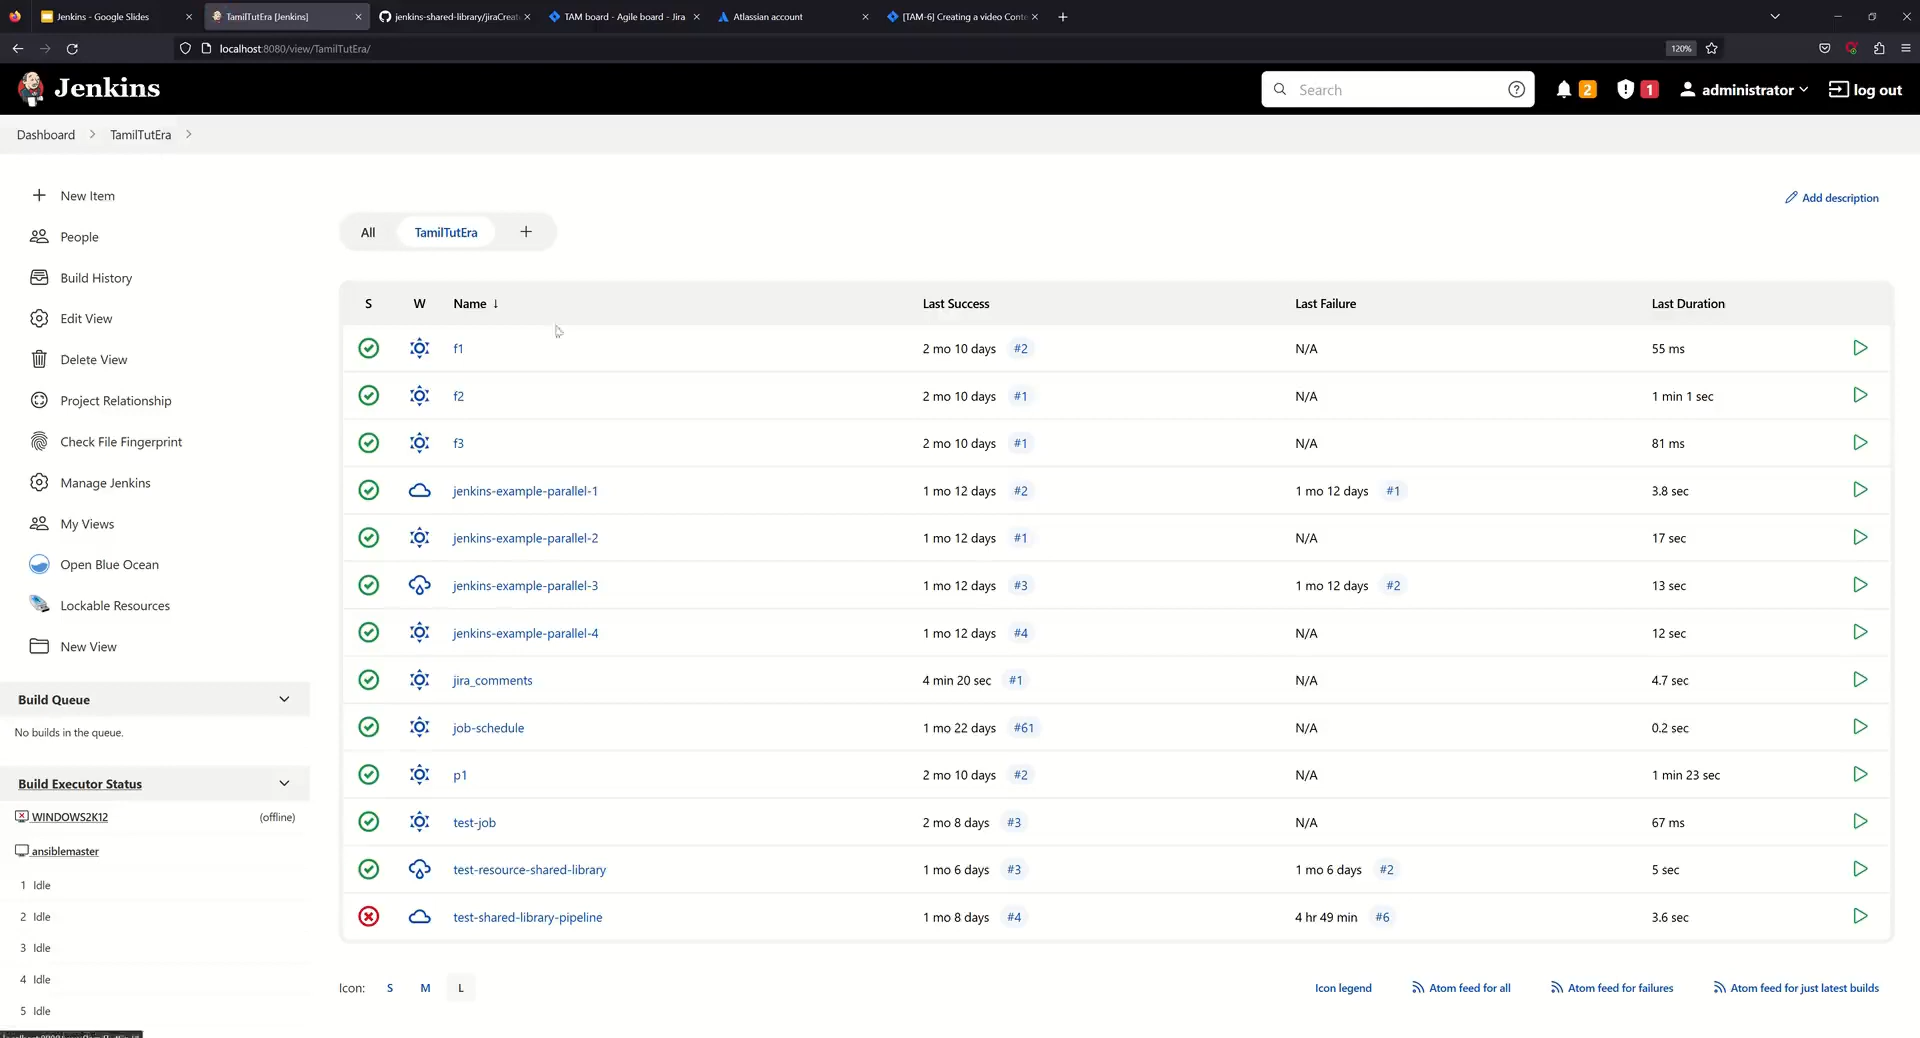 Jenkins - Google Slides
TamilTutEra [Jenkins]
jenkins-shared-library/jiraCreate
TAM board - Agile board - Jira
Atlassian account
[TAM-6] Creating a video Conte
localhost:8080/view/TamilTutEra/
120%
Jenkins
Search
2
1
administrator
log out
Dashboard
TamilTutEra
New Item
People
Build History
Edit View
Delete View
Project Relationship
Check File Fingerprint
Manage Jenkins
My Views
Open Blue Ocean
Lockable Resources
New View
Build Queue
No builds in the queue.
Build Executor Status
WINDOWS2K12 (offline)
ansiblemaster
1 Idle
2 Idle
3 Idle
4 Idle
5 Idle
Add description
All TamilTutEra +
S W Name ↓ Last Success Last Failure Last Duration
f1 2 mo 10 days #2 N/A 55 ms
f2 2 mo 10 days #1 N/A 1 min 1 sec
f3 2 mo 10 days #1 N/A 81 ms
jenkins-example-parallel-1 1 mo 12 days #2 1 mo 12 days #1 3.8 sec
jenkins-example-parallel-2 1 mo 12 days #1 N/A 17 sec
jenkins-example-parallel-3 1 mo 12 days #3 1 mo 12 days #2 13 sec
jenkins-example-parallel-4 1 mo 12 days #4 N/A 12 sec
jira_comments 4 min 20 sec #1 N/A 4.7 sec
job-schedule 1 mo 22 days #61 N/A 0.2 sec
p1 2 mo 10 days #2 N/A 1 min 23 sec
test-job 2 mo 8 days #3 N/A 67 ms
test-resource-shared-library 1 mo 6 days #3 1 mo 6 days #2 5 sec
test-shared-library-pipeline 1 mo 8 days #4 4 hr 49 min #6 3.6 sec
Icon: S M L
Icon legend
Atom feed for all
Atom feed for failures
Atom feed for just latest builds